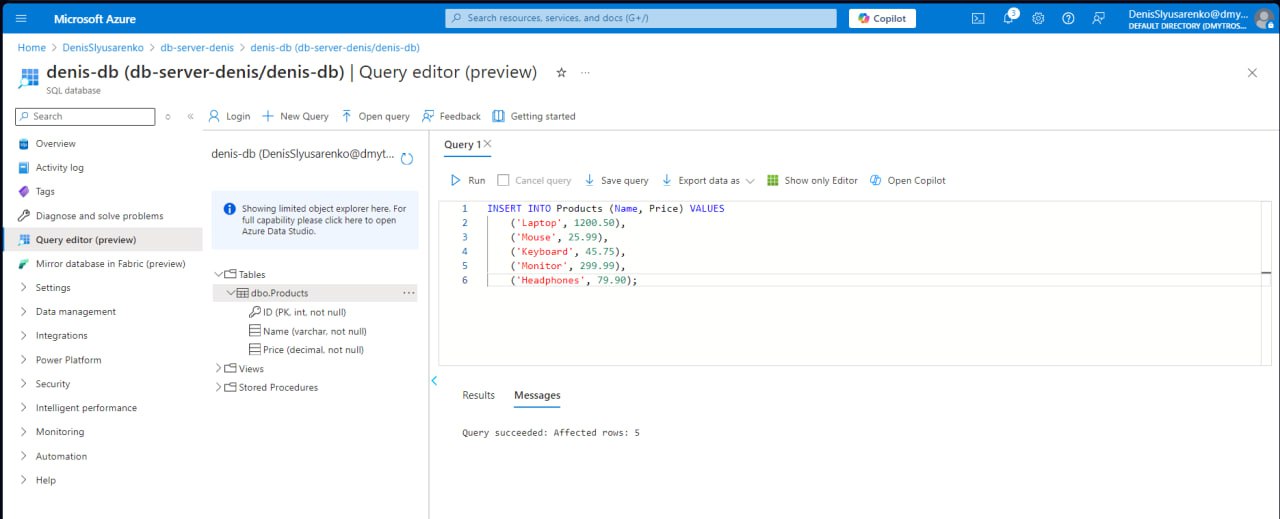 Microsoft Azure
Search resources, services, and docs (G+/)
Copilot
3
DenisSlyusarenko@dmy...
DEFAULT DIRECTORY (DMYTROS...
Home > DenisSlyusarenko > db-server-denis > denis-db (db-server-denis/denis-db)
denis-db (db-server-denis/denis-db) | Query editor (preview)
SQL database
Search
Login
New Query
Open query
Feedback
Getting started
Overview
Activity log
Tags
Diagnose and solve problems
Query editor (preview)
Mirror database in Fabric (preview)
Settings
Data management
Integrations
Power Platform
Security
Intelligent performance
Monitoring
Automation
Help
denis-db (DenisSlyusarenko@dmyt...
Showing limited object explorer here. For
full capability please click here to open
Azure Data Studio.
Tables
dbo.Products
ID (PK, int, not null)
Name (varchar, not null)
Price (decimal, not null)
Views
Stored Procedures
Query 1
Run
Cancel query
Save query
Export data as
Show only Editor
Open Copilot
1 INSERT INTO Products (Name, Price) VALUES
2 ('Laptop', 1200.50),
3 ('Mouse', 25.99),
4 ('Keyboard', 45.75),
5 ('Monitor', 299.99),
6 ('Headphones', 79.90);
Results
Messages
Query succeeded: Affected rows: 5